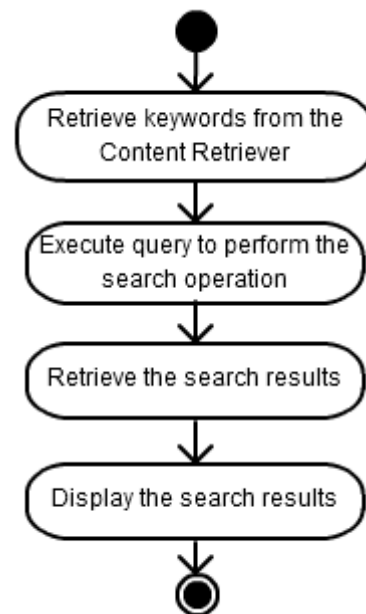 Retrieve keywords from the
Content Retriever
Execute query to perform the
search operation
Retrieve the search results
Display the search results